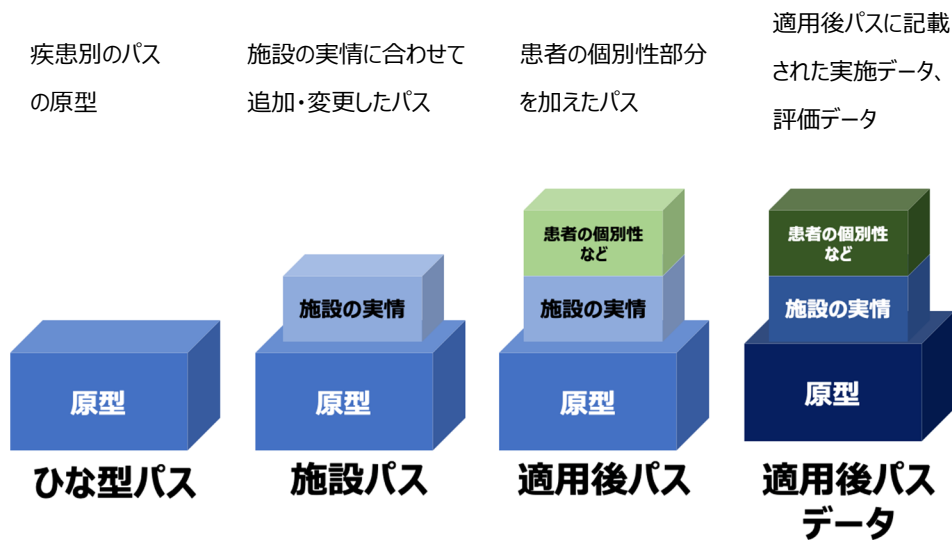 疾患別のパス
の原型
施設の実情に合わせて
追加・変更したパス
患者の個別性部分
を加えたパス
適用後パスに記載
された実施データ、
評価データ
原型
ひな型パス
施設の実情
原型
施設パス
患者の個別性
など
施設の実情
原型
適用後パス
患者の個別性
など
施設の実情
原型
適用後パス
データ